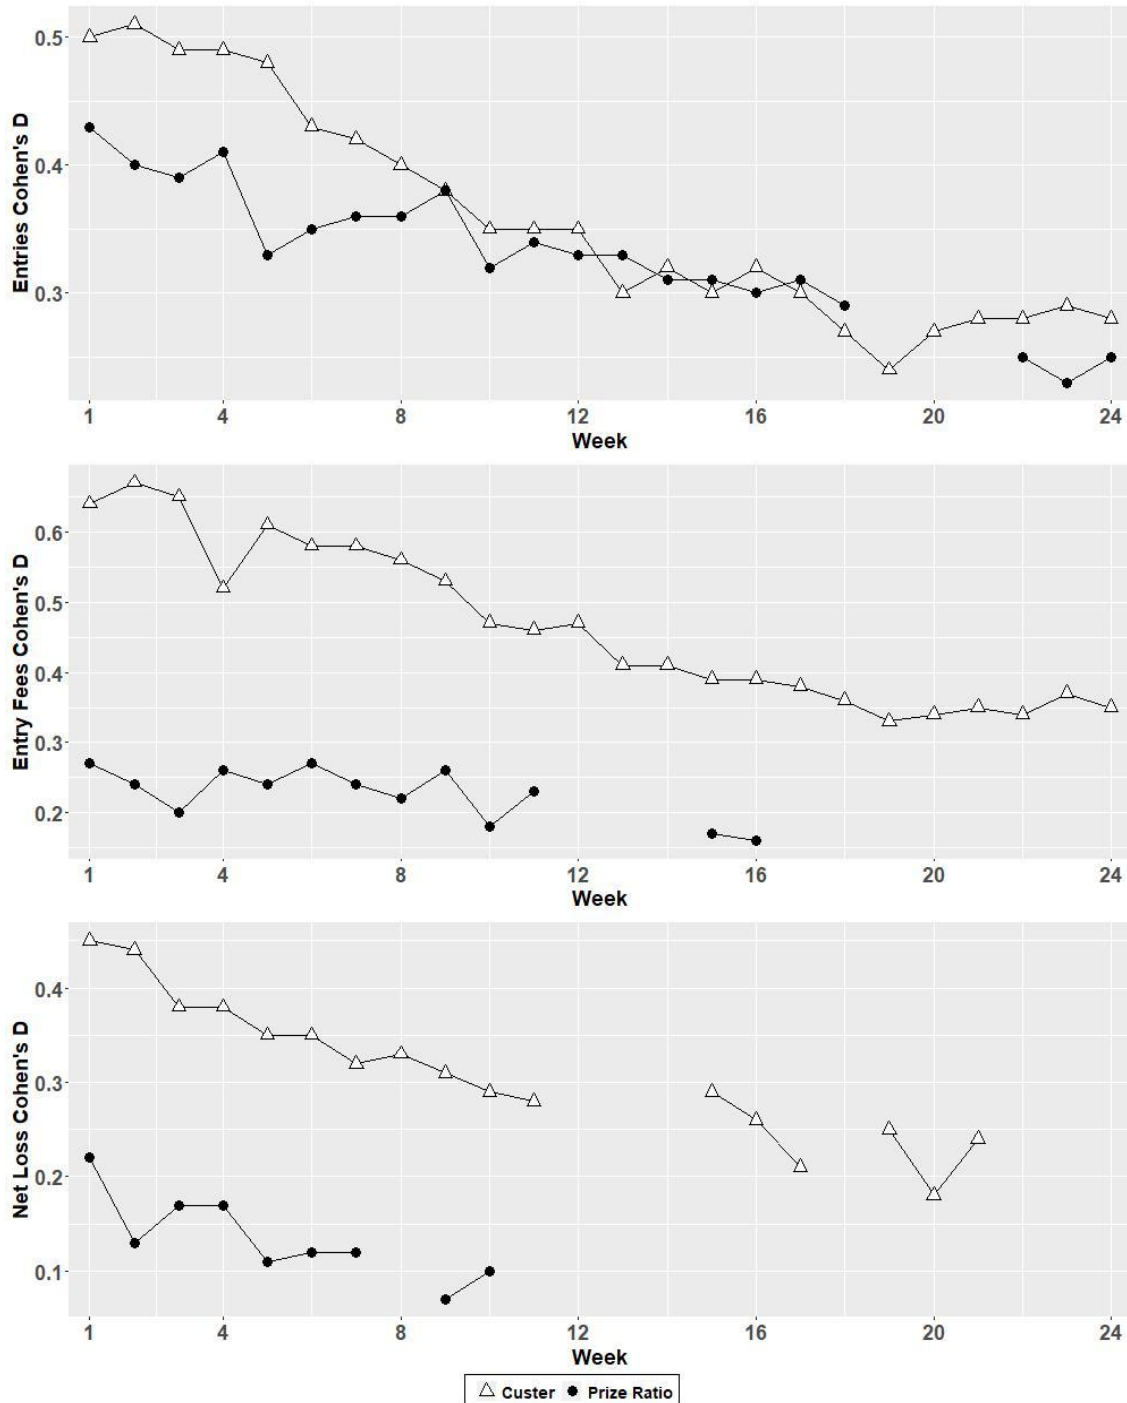 Entries Cohen's D
0.5
0.4
0.3
1 4 8 12 16 20 24
Week
Entry Fees Cohen's D
0.6
0.5
0.4
0.3
0.2
1 4 8 12 16 20 24
Week
Net Loss Cohen's D
0.4
0.3
0.2
0.1
1 4 8 12 16 20 24
Week
Custer Prize Ratio